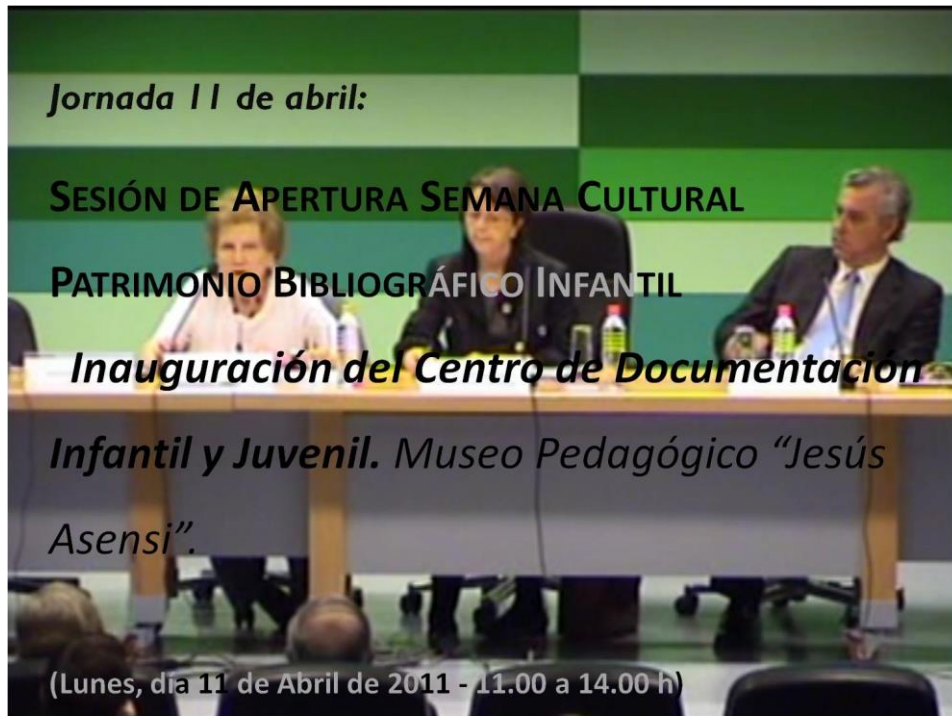 Jornada 11 de abril:
SESIÓN DE APERTURA SEMANA CULTURAL
PATRIMONIO BIBLIOGRÁFICO INFANTIL
Inauguración del Centro de Documentación
Infantil y Juvenil. Museo Pedagógico “Jesús
Asensi”.
(Lunes, día 11 de Abril de 2011 - 11.00 a 14.00 h)